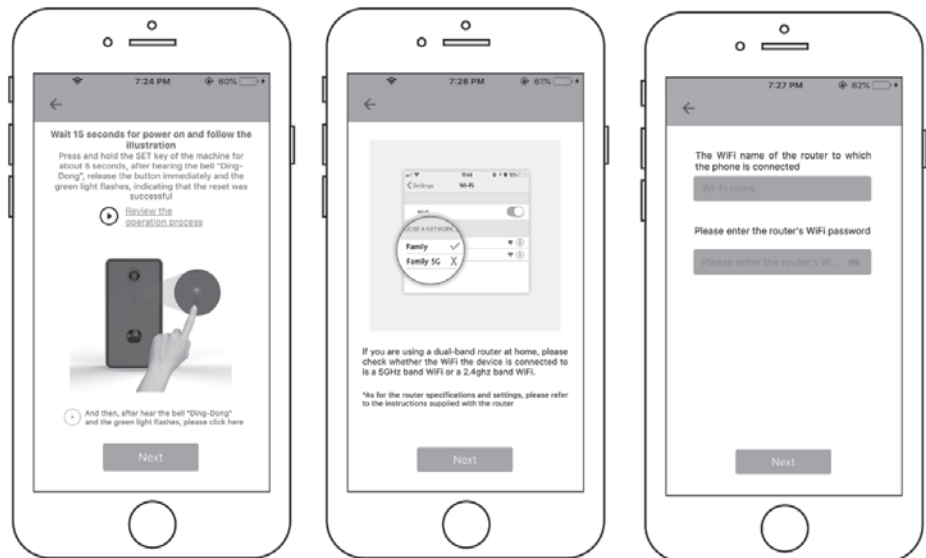 7:24 PM
60%
Wait 15 seconds for power on and follow the
illustration
Press and hold the SET key of the machine for
about 5 seconds, after hearing the bell "Ding-
Dong", release the button immediately and the
green light flashes, indicating that the reset was
successful
Review the
operation process
And then, after hear the bell "Ding-Dong"
and the green light flashes, please click here
Next
7:26 PM
61%
Settings
Wi-Fi
Wi-Fi
OOSE A NETWORK
Family
Family 5G
If you are using a dual-band router at home, please
check whether the WiFi the device is connected to
is a 5GHz band WiFi or a 2.4ghz band WiFi.
*As for the router specifications and settings, please refer
to the instructions supplied with the router
Next
7:27 PM
62%
The WiFi name of the router to which
the phone is connected
Wi-Fi name
Please enter the router's WiFi password
Please enter the router's W...
Next